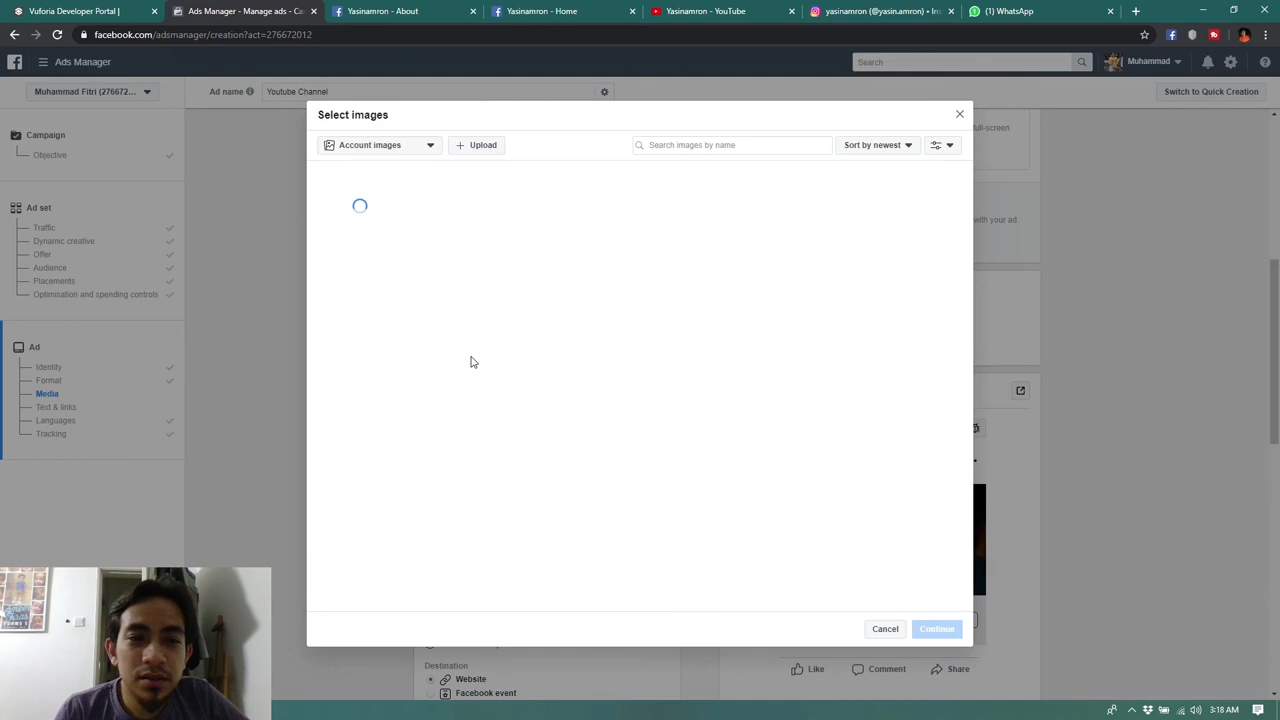 Vuforia Developer Portal |
Ads Manager - Manage ads - C
Yasinamron - About
Yasinamron - Home
Yasinamron - YouTube
yasinamron (@yasinamron) • Ins
(1) WhatsApp
facebook.com/adsmanager/creation?act=276672012
Ads Manager
Search
Muhammad
Muhammad Fitri (276672...
Ad name
Youtube Channel
Switch to Quick Creation
Select images
Account images
Upload
Search images by name
Sort by newest
Campaign
Objective
full-screen
Ad set
Traffic
Dynamic creative
Offer
Audience
Placements
Optimisation and spending controls
with your ad.
Ad
Identity
Format
Media
Text & links
Languages
Tracking
Cancel
Continue
Destination
Website
Facebook event
Like
Comment
Share
3:18 AM